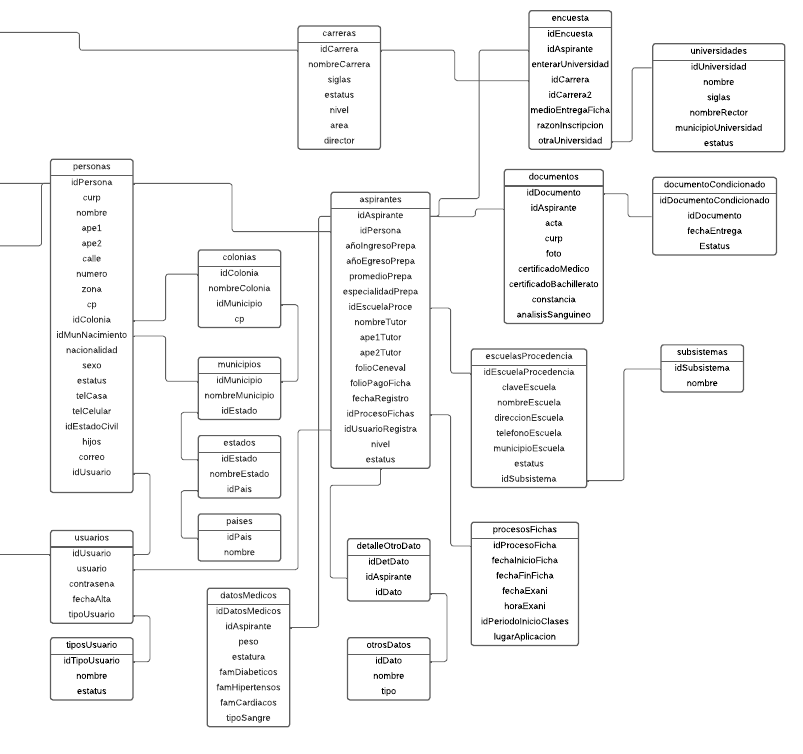 carreras
idCarrera
nombreCarrera
siglas
estatus
nivel
area
director
encuesta
idEncuesta
idAspirante
enterarUniversidad
idCarrera
idCarrera2
medioEntregaFicha
razonInscripcion
otraUniversidad
universidades
idUniversidad
nombre
siglas
nombreRector
municipioUniversidad
estatus
personas
idPersona
curp
nombre
ape1
ape2
calle
numero
zona
cp
idColonia
idMunNacimiento
nacionalidad
sexo
estatus
telCasa
telCelular
idEstadoCivil
hijos
correo
idUsuario
colonias
idColonia
nombreColonia
idMunicipio
cp
municipios
idMunicipio
nombreMunicipio
idEstado
estados
idEstado
nombreEstado
idPais
paises
idPais
nombre
aspirantes
idAspirante
idPersona
añoIngresoPrepa
añoEgresoPrepa
promedioPrepa
especialidadPrepa
idEscuelaProce
nombreTutor
ape1Tutor
ape2Tutor
folioCeneval
folioPagoFicha
fechaRegistro
idProcesoFichas
idUsuarioRegistra
nivel
estatus
documentos
idDocumento
idAspirante
acta
curp
foto
certificadoMedico
certificadoBachillerato
constancia
analisisSanguineo
documentoCondicionado
idDocumentoCondicionado
idDocumento
fechaEntrega
Estatus
escuelasProcedencia
idEscuelaProcedencia
claveEscuela
nombreEscuela
direccionEscuela
telefonoEscuela
municipioEscuela
estatus
idSubsistema
subsistemas
idSubsistema
nombre
usuarios
idUsuario
usuario
contrasena
fechaAlta
tipoUsuario
tiposUsuario
idTipoUsuario
nombre
estatus
datosMedicos
idDatosMedicos
idAspirante
peso
estatura
famDiabeticos
famHipertensos
famCardiacos
tipoSangre
detalleOtroDato
idDetDato
idAspirante
idDato
otrosDatos
idDato
nombre
tipo
procesosFichas
idProcesoFicha
fechaInicioFicha
fechaFinFicha
fechaExani
horaExani
idPeriodoInicioClases
lugarAplicacion